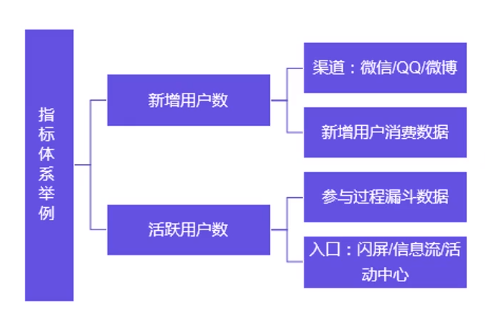 指标体系举例
新增用户数
渠道：微信/QQ/微博
新增用户消费数据
活跃用户数
参与过程漏斗数据
入口：闪屏/信息流/活
动中心